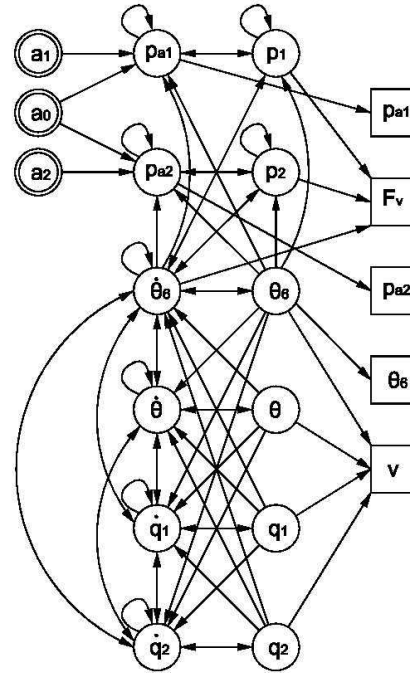 a₁ pₐ₁ p₁
pₐ₁
a₀
a₂ pₐ₂ p₂
Fᵥ
θ̇₆ θ₆
pₐ₂
θ₆
θ̇ θ
v
q̇₁ q₁
q̇₂ q₂